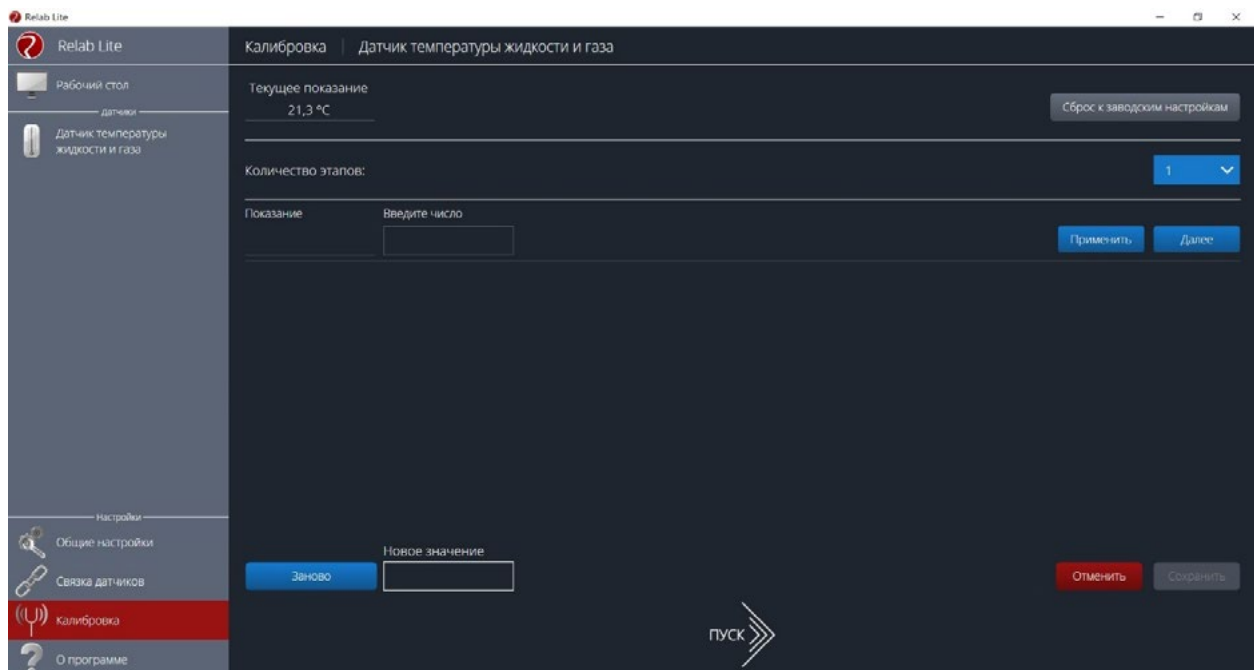 Relab Lite
Relab Lite
Калибровка
Датчик температуры жидкости и газа
Рабочий стол
Датчики
Датчик температуры
жидкости и газа
Текущее показание
21,3 °C
Сброс к заводским настройкам
Количество этапов:
1
Показание
Введите число
Применить
Далее
Настройки
Общие настройки
Связка датчиков
Калибровка
О программе
Новое значение
Заново
Отменить
Сохранить
ПУСК